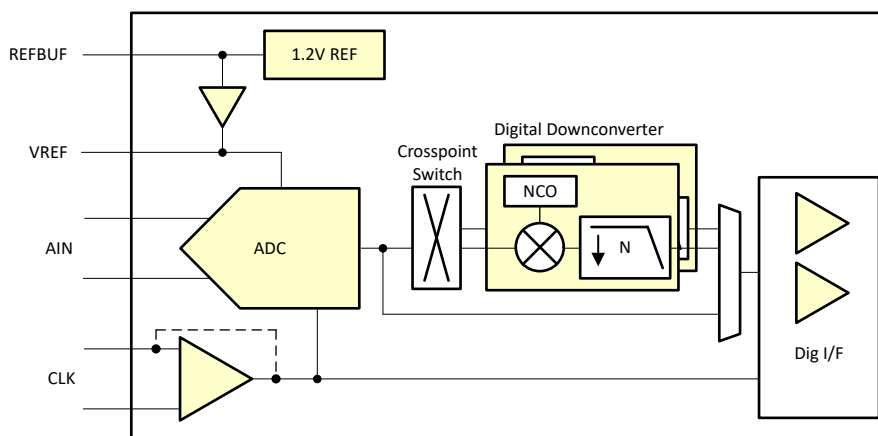 REFBUF
1.2V REF
VREF
Digital Downconverter
Crosspoint
Switch
NCO
AIN
ADC
N
Dig I/F
CLK